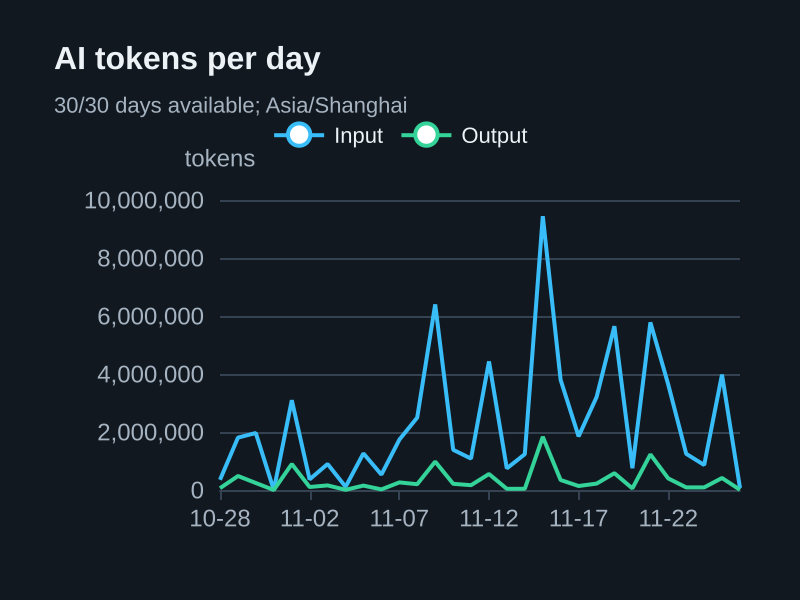 AI tokens per day
30/30 days available; Asia/Shanghai
Input Output
tokens
10,000,000
8,000,000
6,000,000
4,000,000
2,000,000
0
10-28 11-02 11-07 11-12 11-17 11-22